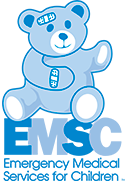 EMSC
Emergency Medical
Services for Children